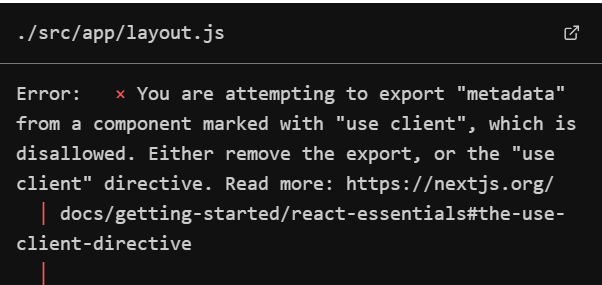 ./src/app/layout.js
Error:   × You are attempting to export "metadata"
from a component marked with "use client", which is
disallowed. Either remove the export, or the "use
client" directive. Read more: https://nextjs.org/
  | docs/getting-started/react-essentials#the-use-
client-directive
  |